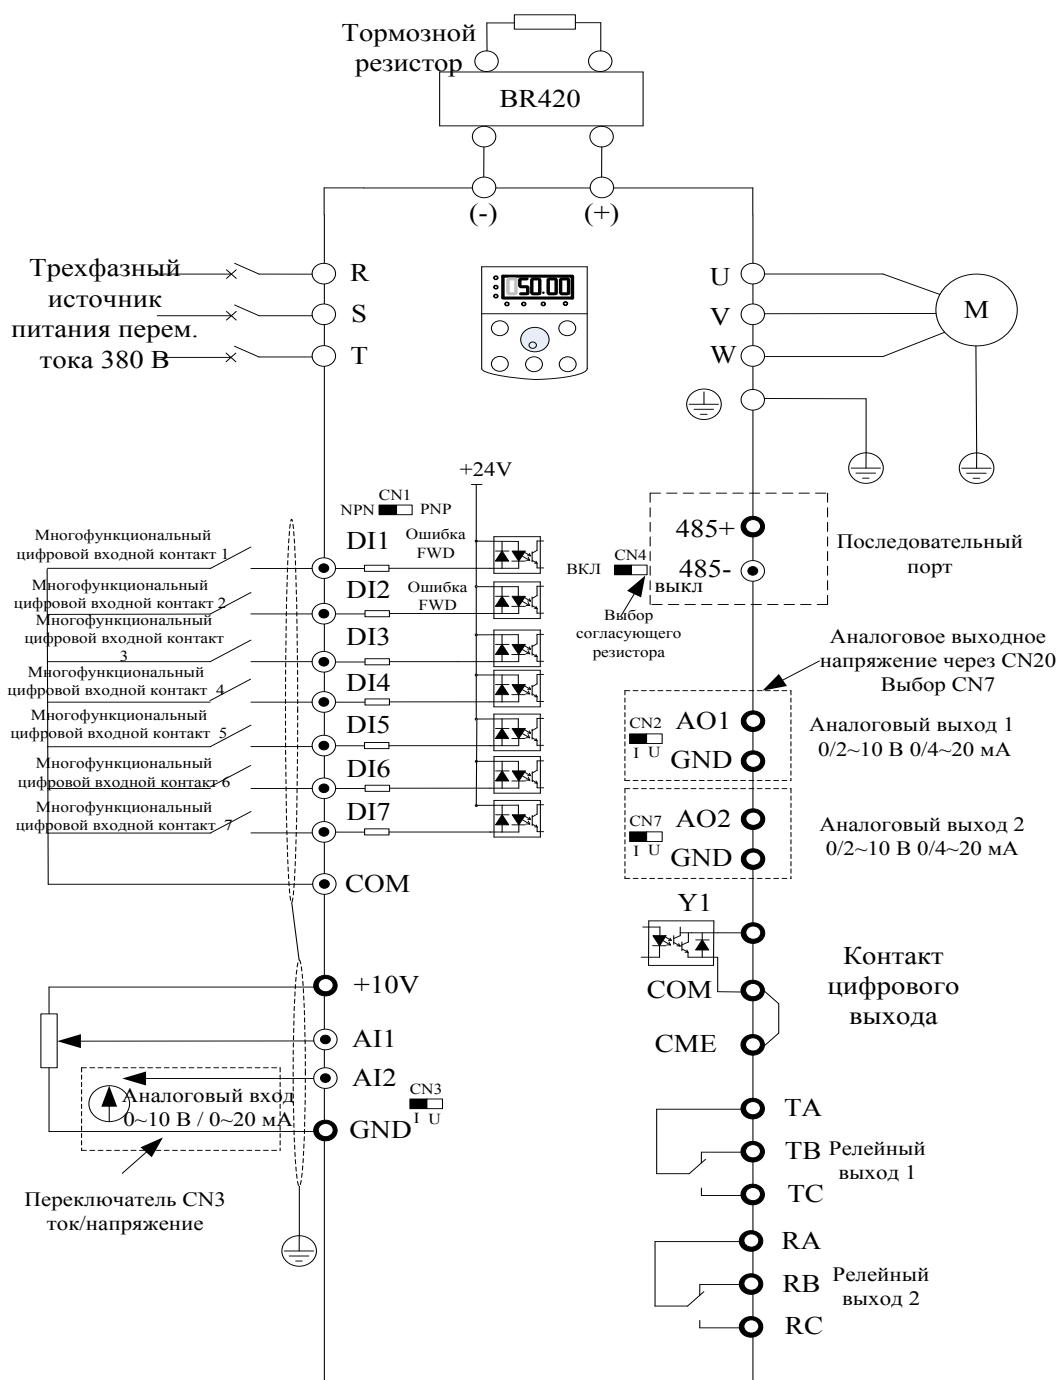 Тормозной
резистор
BR420
(-)
(+)
Трехфазный
источник
питания перем.
тока 380 В
R
S
T
50.00
U
V
W
M
+24V
CN1
NPN
PNP
Многофункциональный
цифровой входной контакт 1
DI1
Ошибка
FWD
Многофункциональный
цифровой входной контакт 2
DI2
Ошибка
FWD
Многофункциональный
цифровой входной контакт
3
DI3
Многофункциональный
цифровой входной контакт 4
DI4
Многофункциональный
цифровой входной контакт 5
DI5
Многофункциональный
цифровой входной контакт 6
DI6
Многофункциональный
цифровой входной контакт 7
DI7
COM
485+
CN4
ВКЛ
485-
выкл
Последовательный
порт
Выбор
согласующего
резистора
Аналоговое выходное
напряжение через CN20
Выбор CN7
CN2
I U
AO1
GND
Аналоговый выход 1
0/2~10 В 0/4~20 мА
CN7
I U
AO2
GND
Аналоговый выход 2
0/2~10 В 0/4~20 мА
Y1
COM
CME
Контакт
цифрового
выхода
+10V
AI1
AI2
CN3
I U
GND
Аналоговый вход
0~10 В / 0~20 мА
Переключатель CN3
ток/напряжение
TA
TB
TC
Релейный
выход 1
RA
RB
RC
Релейный
выход 2